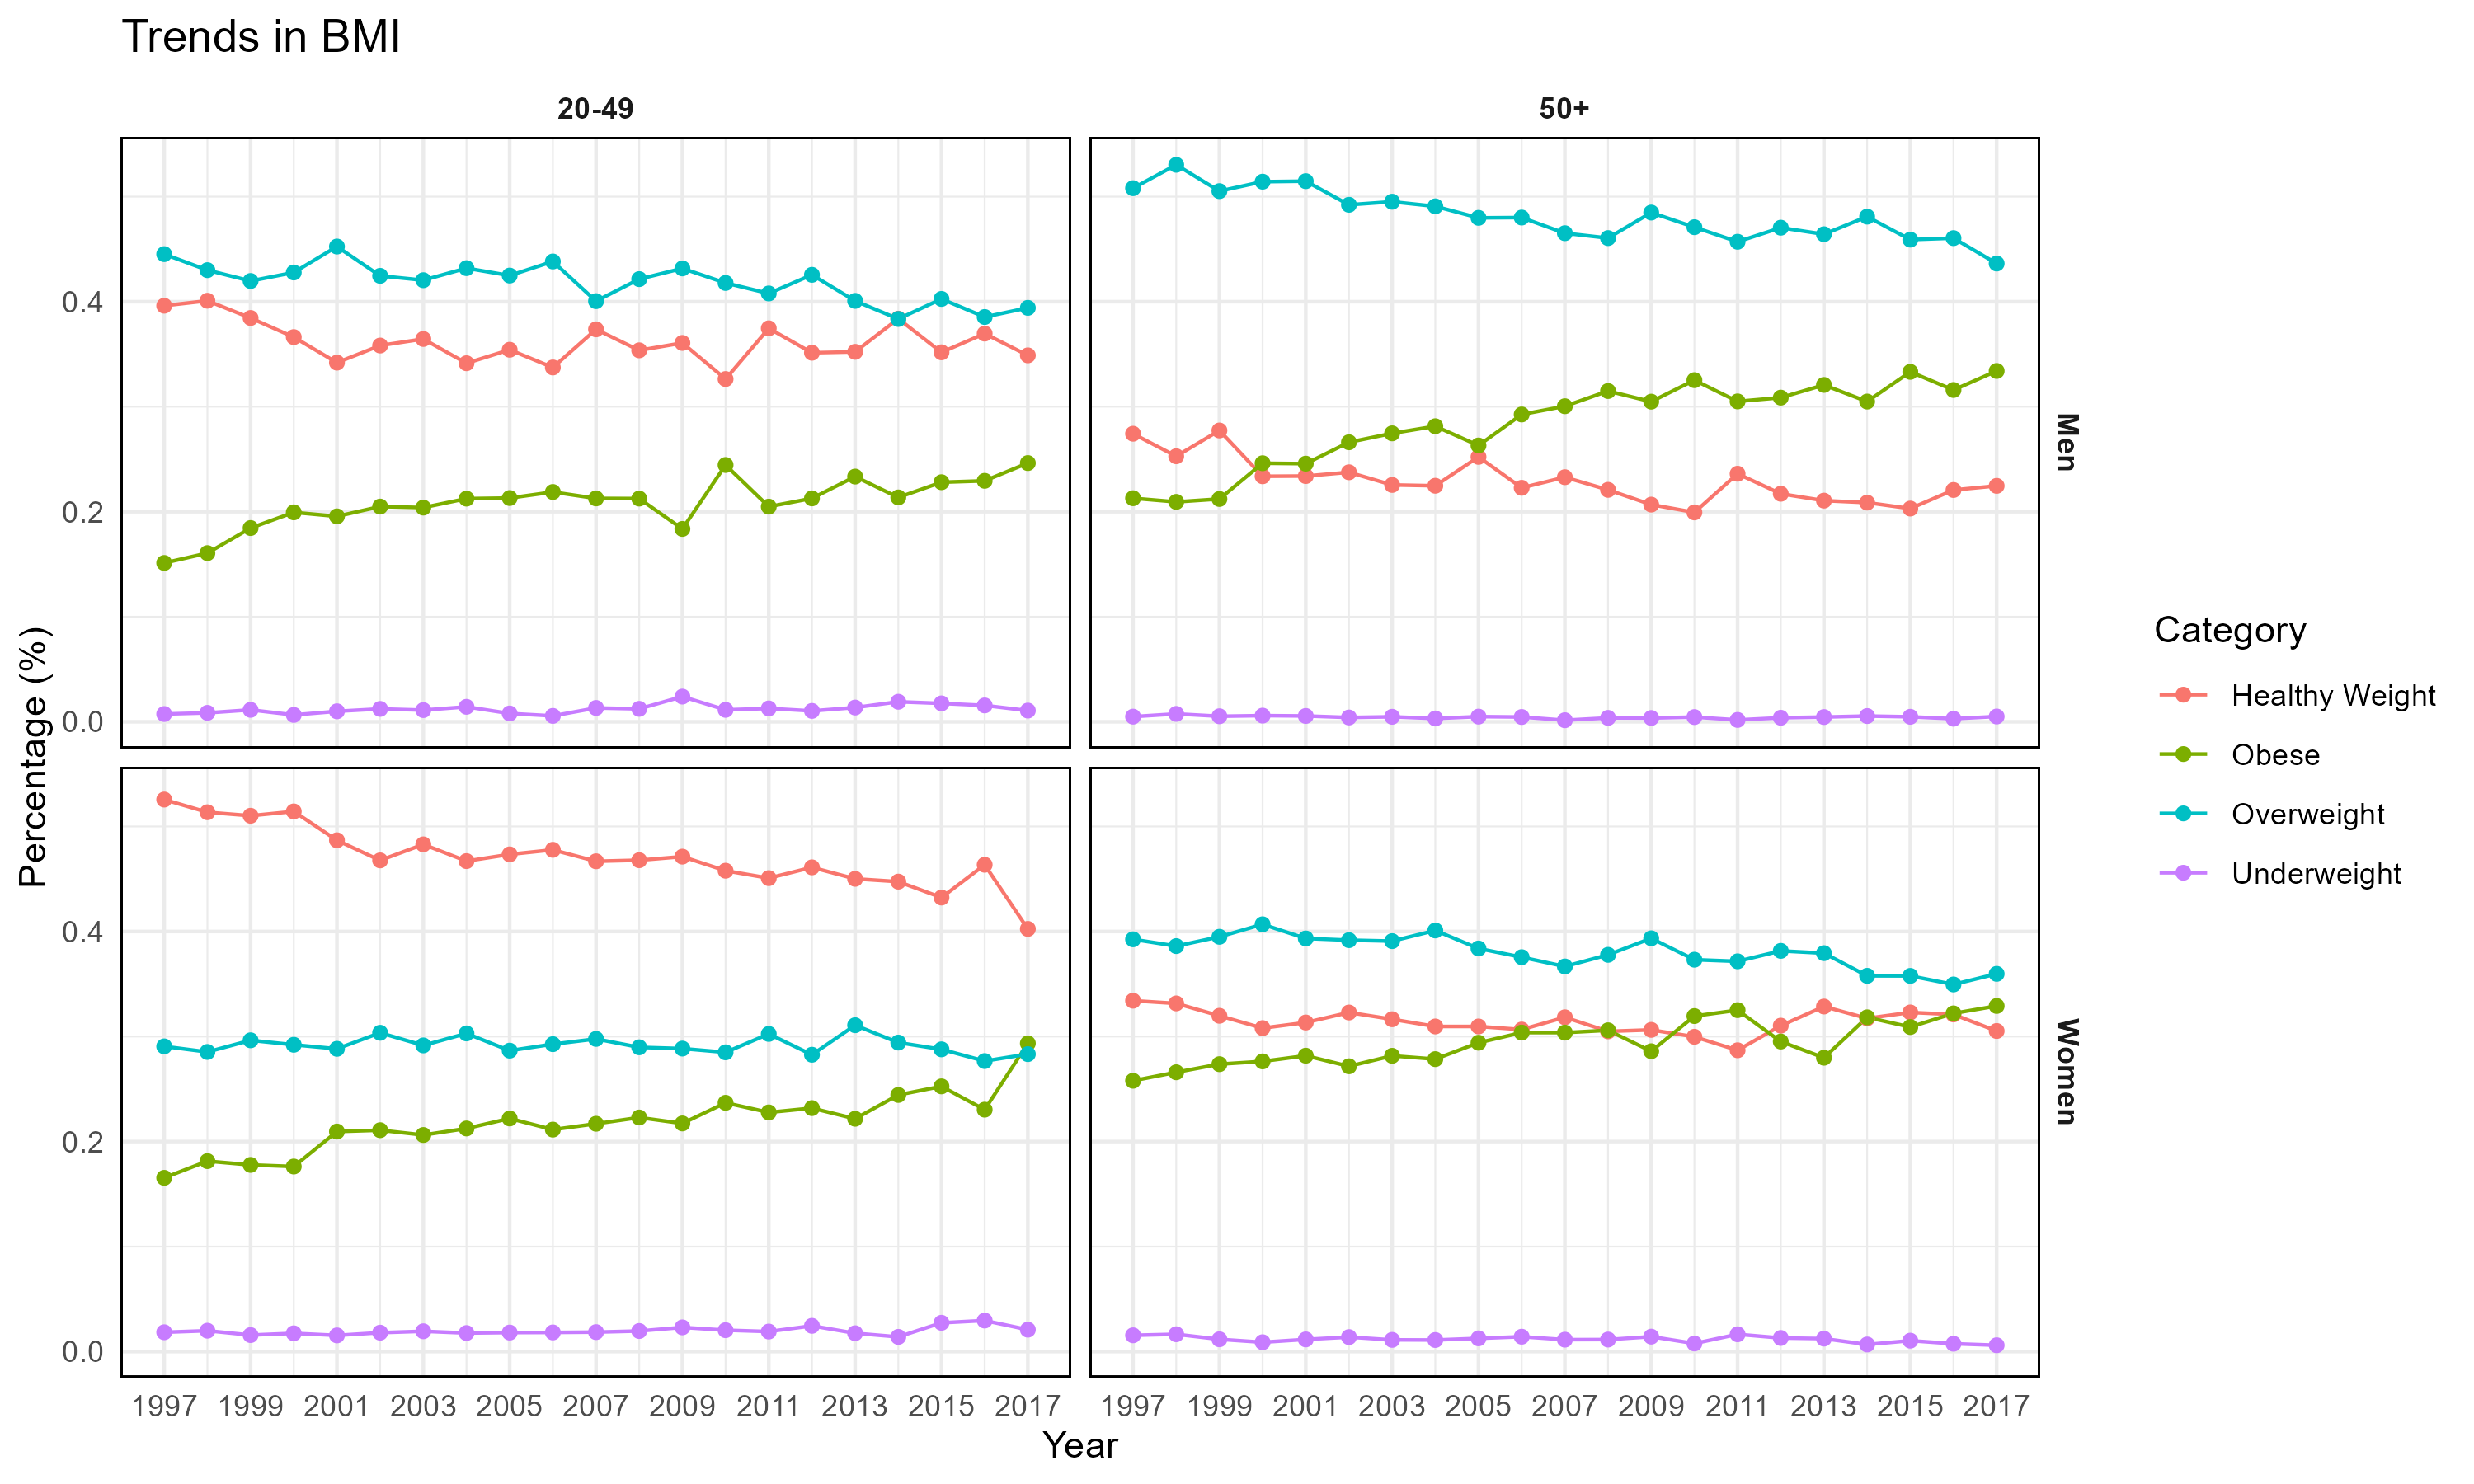 Trends in BMI
20-49
50+
0.4
0.2
0.0
Men
Percentage (%)
0.4
0.2
0.0
Women
1997 1999 2001 2003 2005 2007 2009 2011 2013 2015 2017
1997 1999 2001 2003 2005 2007 2009 2011 2013 2015 2017
Year
Category
Healthy Weight
Obese
Overweight
Underweight